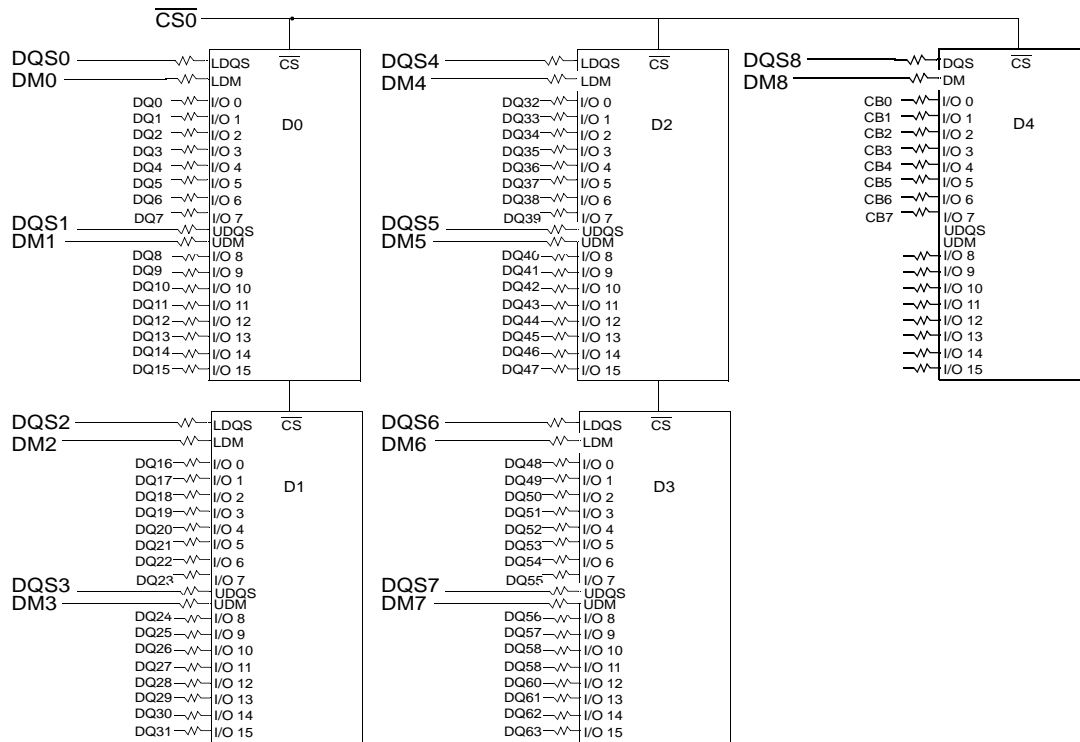 CS0
DQS0 LDQS CS
DM0 LDM
DQ0 I/O 0
DQ1 I/O 1
D0
DQ2 I/O 2
DQ3 I/O 3
DQ4 I/O 4
DQ5 I/O 5
DQ6 I/O 6
DQ7 I/O 7
DQS1 UDQS
DM1 UDM
DQ8 I/O 8
DQ9 I/O 9
DQ10 I/O 10
DQ11 I/O 11
DQ12 I/O 12
DQ13 I/O 13
DQ14 I/O 14
DQ15 I/O 15
DQS4 LDQS CS
DM4 LDM
DQ32 I/O 0
DQ33 I/O 1
D2
DQ34 I/O 2
DQ35 I/O 3
DQ36 I/O 4
DQ37 I/O 5
DQ38 I/O 6
DQ39 I/O 7
DQS5 UDQS
DM5 UDM
DQ40 I/O 8
DQ41 I/O 9
DQ42 I/O 10
DQ43 I/O 11
DQ44 I/O 12
DQ45 I/O 13
DQ46 I/O 14
DQ47 I/O 15
DQS8 DQS CS
DM8 DM
CB0 I/O 0
CB1 I/O 1
D4
CB2 I/O 2
CB3 I/O 3
CB4 I/O 4
CB5 I/O 5
CB6 I/O 6
CB7 I/O 7
UDQS
UDM
I/O 8
I/O 9
I/O 10
I/O 11
I/O 12
I/O 13
I/O 14
I/O 15
DQS2 LDQS CS
DM2 LDM
DQ16 I/O 0
DQ17 I/O 1
D1
DQ18 I/O 2
DQ19 I/O 3
DQ20 I/O 4
DQ21 I/O 5
DQ22 I/O 6
DQ23 I/O 7
DQS3 UDQS
DM3 UDM
DQ24 I/O 8
DQ25 I/O 9
DQ26 I/O 10
DQ27 I/O 11
DQ28 I/O 12
DQ29 I/O 13
DQ30 I/O 14
DQ31 I/O 15
DQS6 LDQS CS
DM6 LDM
DQ48 I/O 0
DQ49 I/O 1
D3
DQ50 I/O 2
DQ51 I/O 3
DQ52 I/O 4
DQ53 I/O 5
DQ54 I/O 6
DQ55 I/O 7
DQS7 UDQS
DM7 UDM
DQ56 I/O 8
DQ57 I/O 9
DQ58 I/O 10
DQ58 I/O 11
DQ60 I/O 12
DQ61 I/O 13
DQ62 I/O 14
DQ63 I/O 15